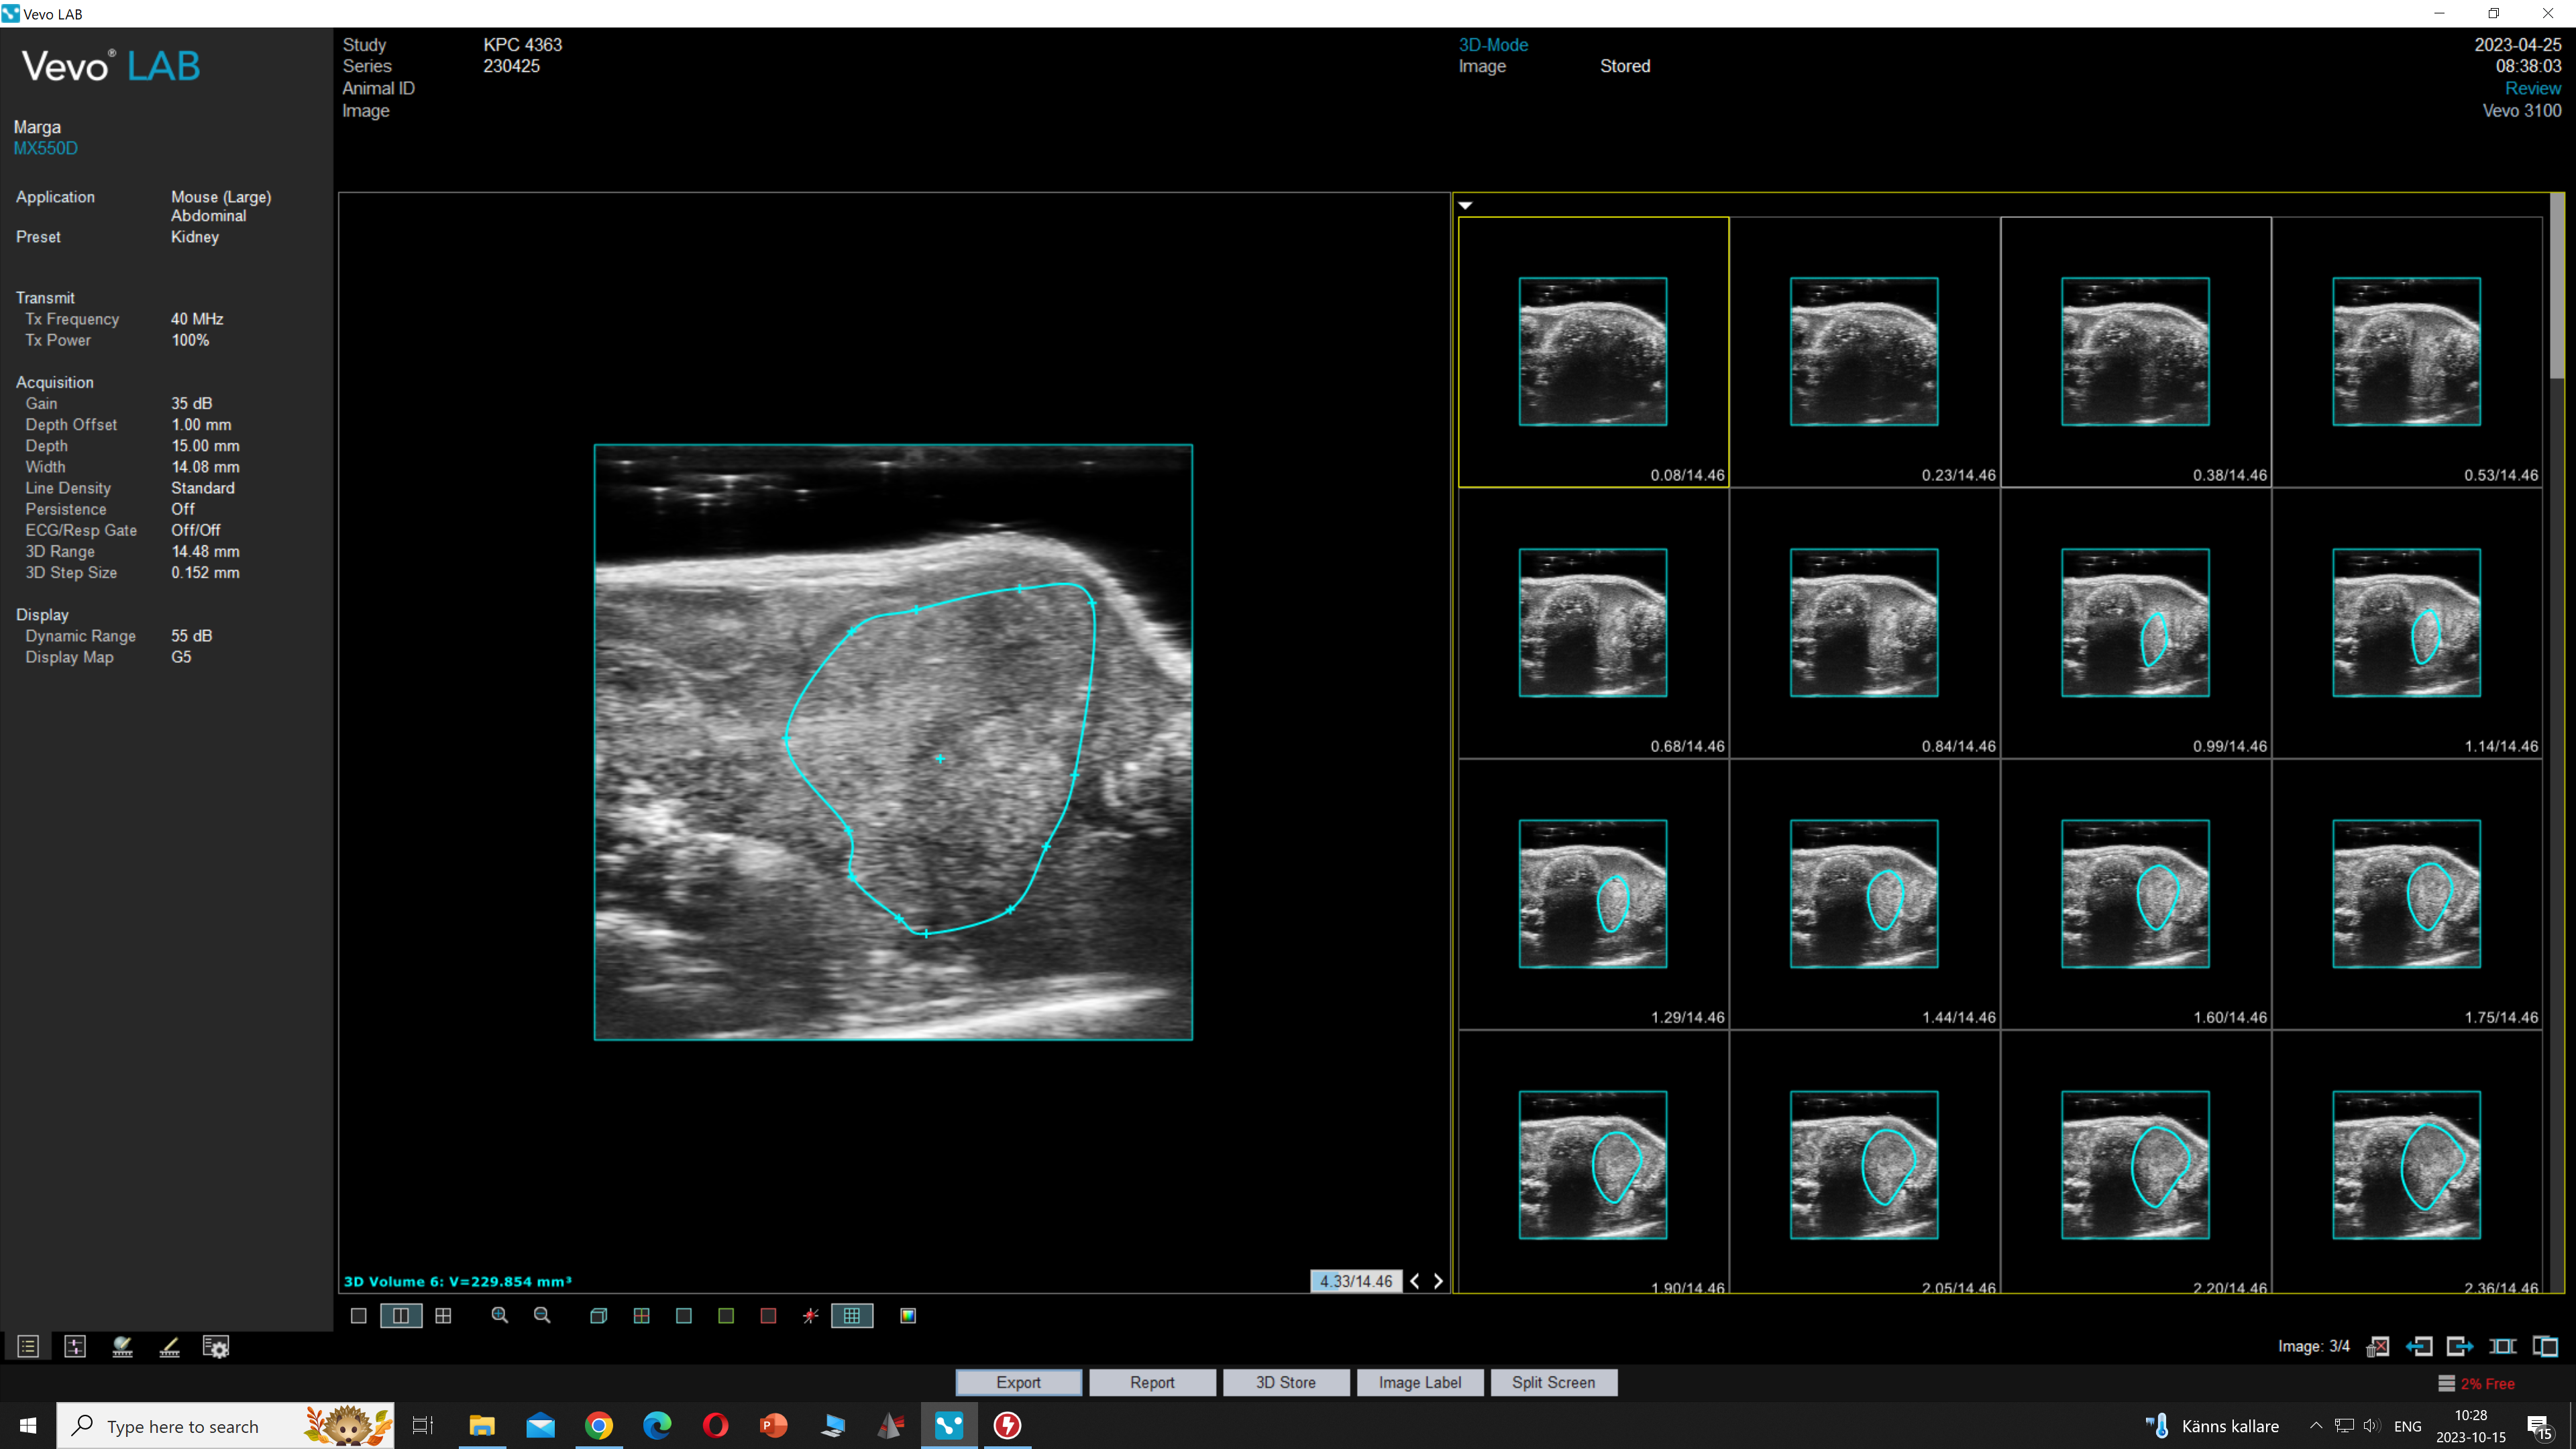 Vevo LAB
Vevo® LAB
Study KPC 4363
Series 230425
Animal ID
Image
3D-Mode
Image Stored
2023-04-25
08:38:03
Review
Vevo 3100
Marga
MX550D
Application Mouse (Large)
Abdominal
Preset Kidney
Transmit
Tx Frequency 40 MHz
Tx Power 100%
Acquisition
Gain 35 dB
Depth Offset 1.00 mm
Depth 15.00 mm
Width 14.08 mm
Line Density Standard
Persistence Off
ECG/Resp Gate Off/Off
3D Range 14.48 mm
3D Step Size 0.152 mm
Display
Dynamic Range 55 dB
Display Map G5
3D Volume 6: V=229.854 mm³
4.33/14.46
0.08/14.46 0.23/14.46 0.38/14.46 0.53/14.46
0.68/14.46 0.84/14.46 0.99/14.46 1.14/14.46
1.29/14.46 1.44/14.46 1.60/14.46 1.75/14.46
1.90/14.46 2.05/14.46 2.20/14.46 2.36/14.46
Image: 3/4
Export Report 3D Store Image Label Split Screen
2% Free
Type here to search
P
Känns kallare
ENG
10:28
2023-10-15
15